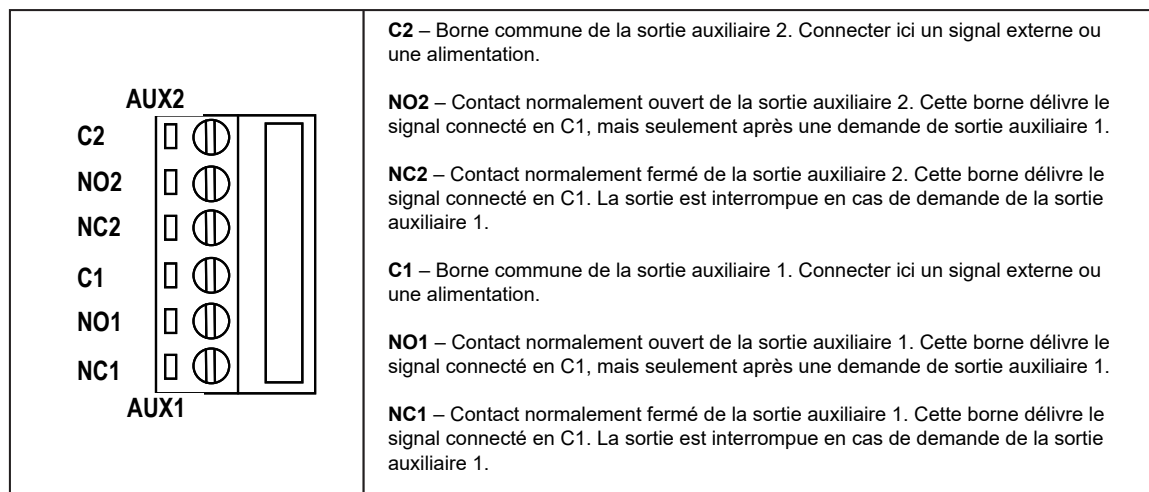 AUX2
C2
NO2
NC2
C1
NO1
NC1
AUX1
C2 – Borne commune de la sortie auxiliaire 2. Connecter ici un signal externe ou
une alimentation.
NO2 – Contact normalement ouvert de la sortie auxiliaire 2. Cette borne délivre le
signal connecté en C1, mais seulement après une demande de sortie auxiliaire 1.
NC2 – Contact normalement fermé de la sortie auxiliaire 2. Cette borne délivre le
signal connecté en C1. La sortie est interrompue en cas de demande de la sortie
auxiliaire 1.
C1 – Borne commune de la sortie auxiliaire 1. Connecter ici un signal externe ou
une alimentation.
NO1 – Contact normalement ouvert de la sortie auxiliaire 1. Cette borne délivre le
signal connecté en C1, mais seulement après une demande de sortie auxiliaire 1.
NC1 – Contact normalement fermé de la sortie auxiliaire 1. Cette borne délivre le
signal connecté en C1. La sortie est interrompue en cas de demande de la sortie
auxiliaire 1.